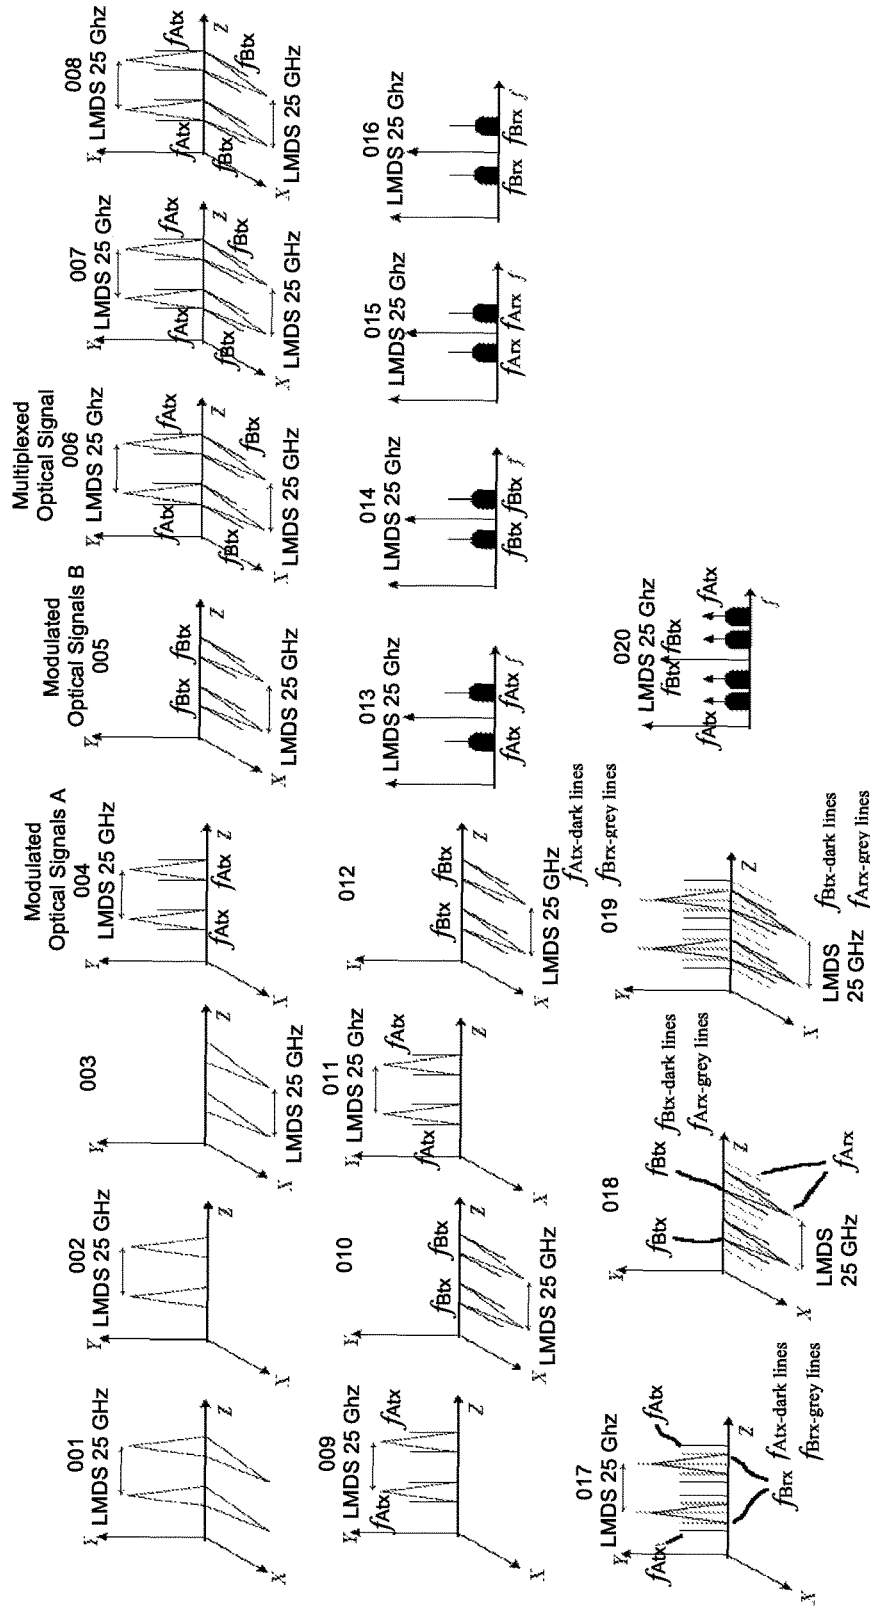 001
LMDS 25 GHz
Y
Z
X
002
LMDS 25 GHz
Y
Z
X
003
Y
Z
X
LMDS 25 GHz
Modulated
Optical Signals A
004
LMDS 25 GHz
Y
Z
fAtx
fAtx
X
Modulated
Optical Signals B
005
Y
fBtx
fBtx
Z
X
LMDS 25 GHz
Multiplexed
Optical Signal
006
LMDS 25 Ghz
Y
fAtx
fAtx
Z
fBtx
fBtx
X
LMDS 25 GHz
007
LMDS 25 Ghz
Y
fAtx
fAtx
Z
fBtx
fBtx
X
LMDS 25 GHz
008
LMDS 25 Ghz
Y
fAtx
fAtx
Z
fBtx
fBtx
X
LMDS 25 GHz
009
LMDS 25 Ghz
Y
fAtx
fAtx
Z
X
010
Y
fBtx
fBtx
Z
X
LMDS 25 GHz
011
LMDS 25 Ghz
Y
fAtx
fAtx
Z
X
012
Y
fBtx
fBtx
Z
X
LMDS 25 GHz
013
LMDS 25 Ghz
fAtx
fAtx
f
014
LMDS 25 Ghz
fBtx
fBtx
f
015
LMDS 25 Ghz
fArx
fArx
f
016
LMDS 25 Ghz
fBrx
fBrx
f
017
LMDS 25 Ghz
Y
fAtx
fAtx
Z
X
fBrx
fAtx-dark lines
fBrx-grey lines
018
Y
fBtx
fBtx
fBtx-dark lines
fArx-grey lines
Z
X
LMDS
25 GHz
fArx
fAtx-dark lines
fBrx-grey lines
019
Y
Z
X
LMDS
25 GHz
fBtx-dark lines
fArx-grey lines
020
LMDS 25 Ghz
fBtx fBtx
fAtx
fAtx
f